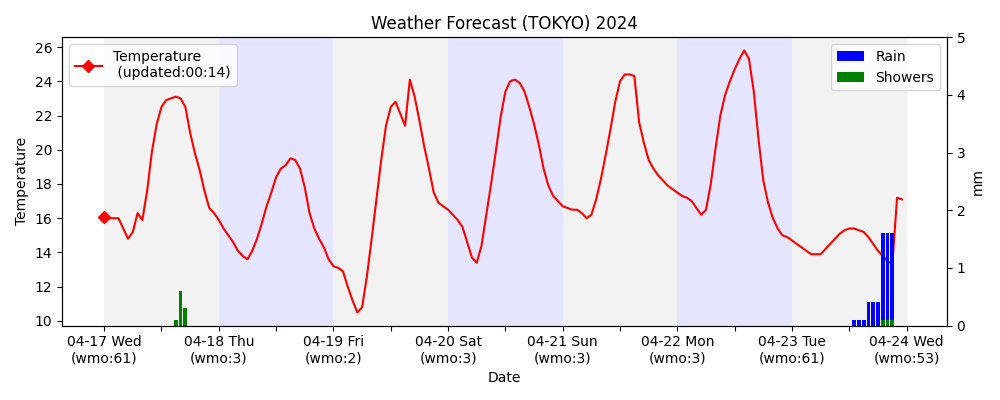 Weather Forecast (TOKYO) 2024
Temperature
(updated:00:14)
Rain
Showers
26
24
22
20
18
16
14
12
10
Temperature
5
4
3
2
1
0
mm
04-17 Wed
(wmo:61)
04-18 Thu
(wmo:3)
04-19 Fri
(wmo:2)
04-20 Sat
(wmo:3)
04-21 Sun
(wmo:3)
04-22 Mon
(wmo:3)
04-23 Tue
(wmo:61)
04-24 Wed
(wmo:53)
Date